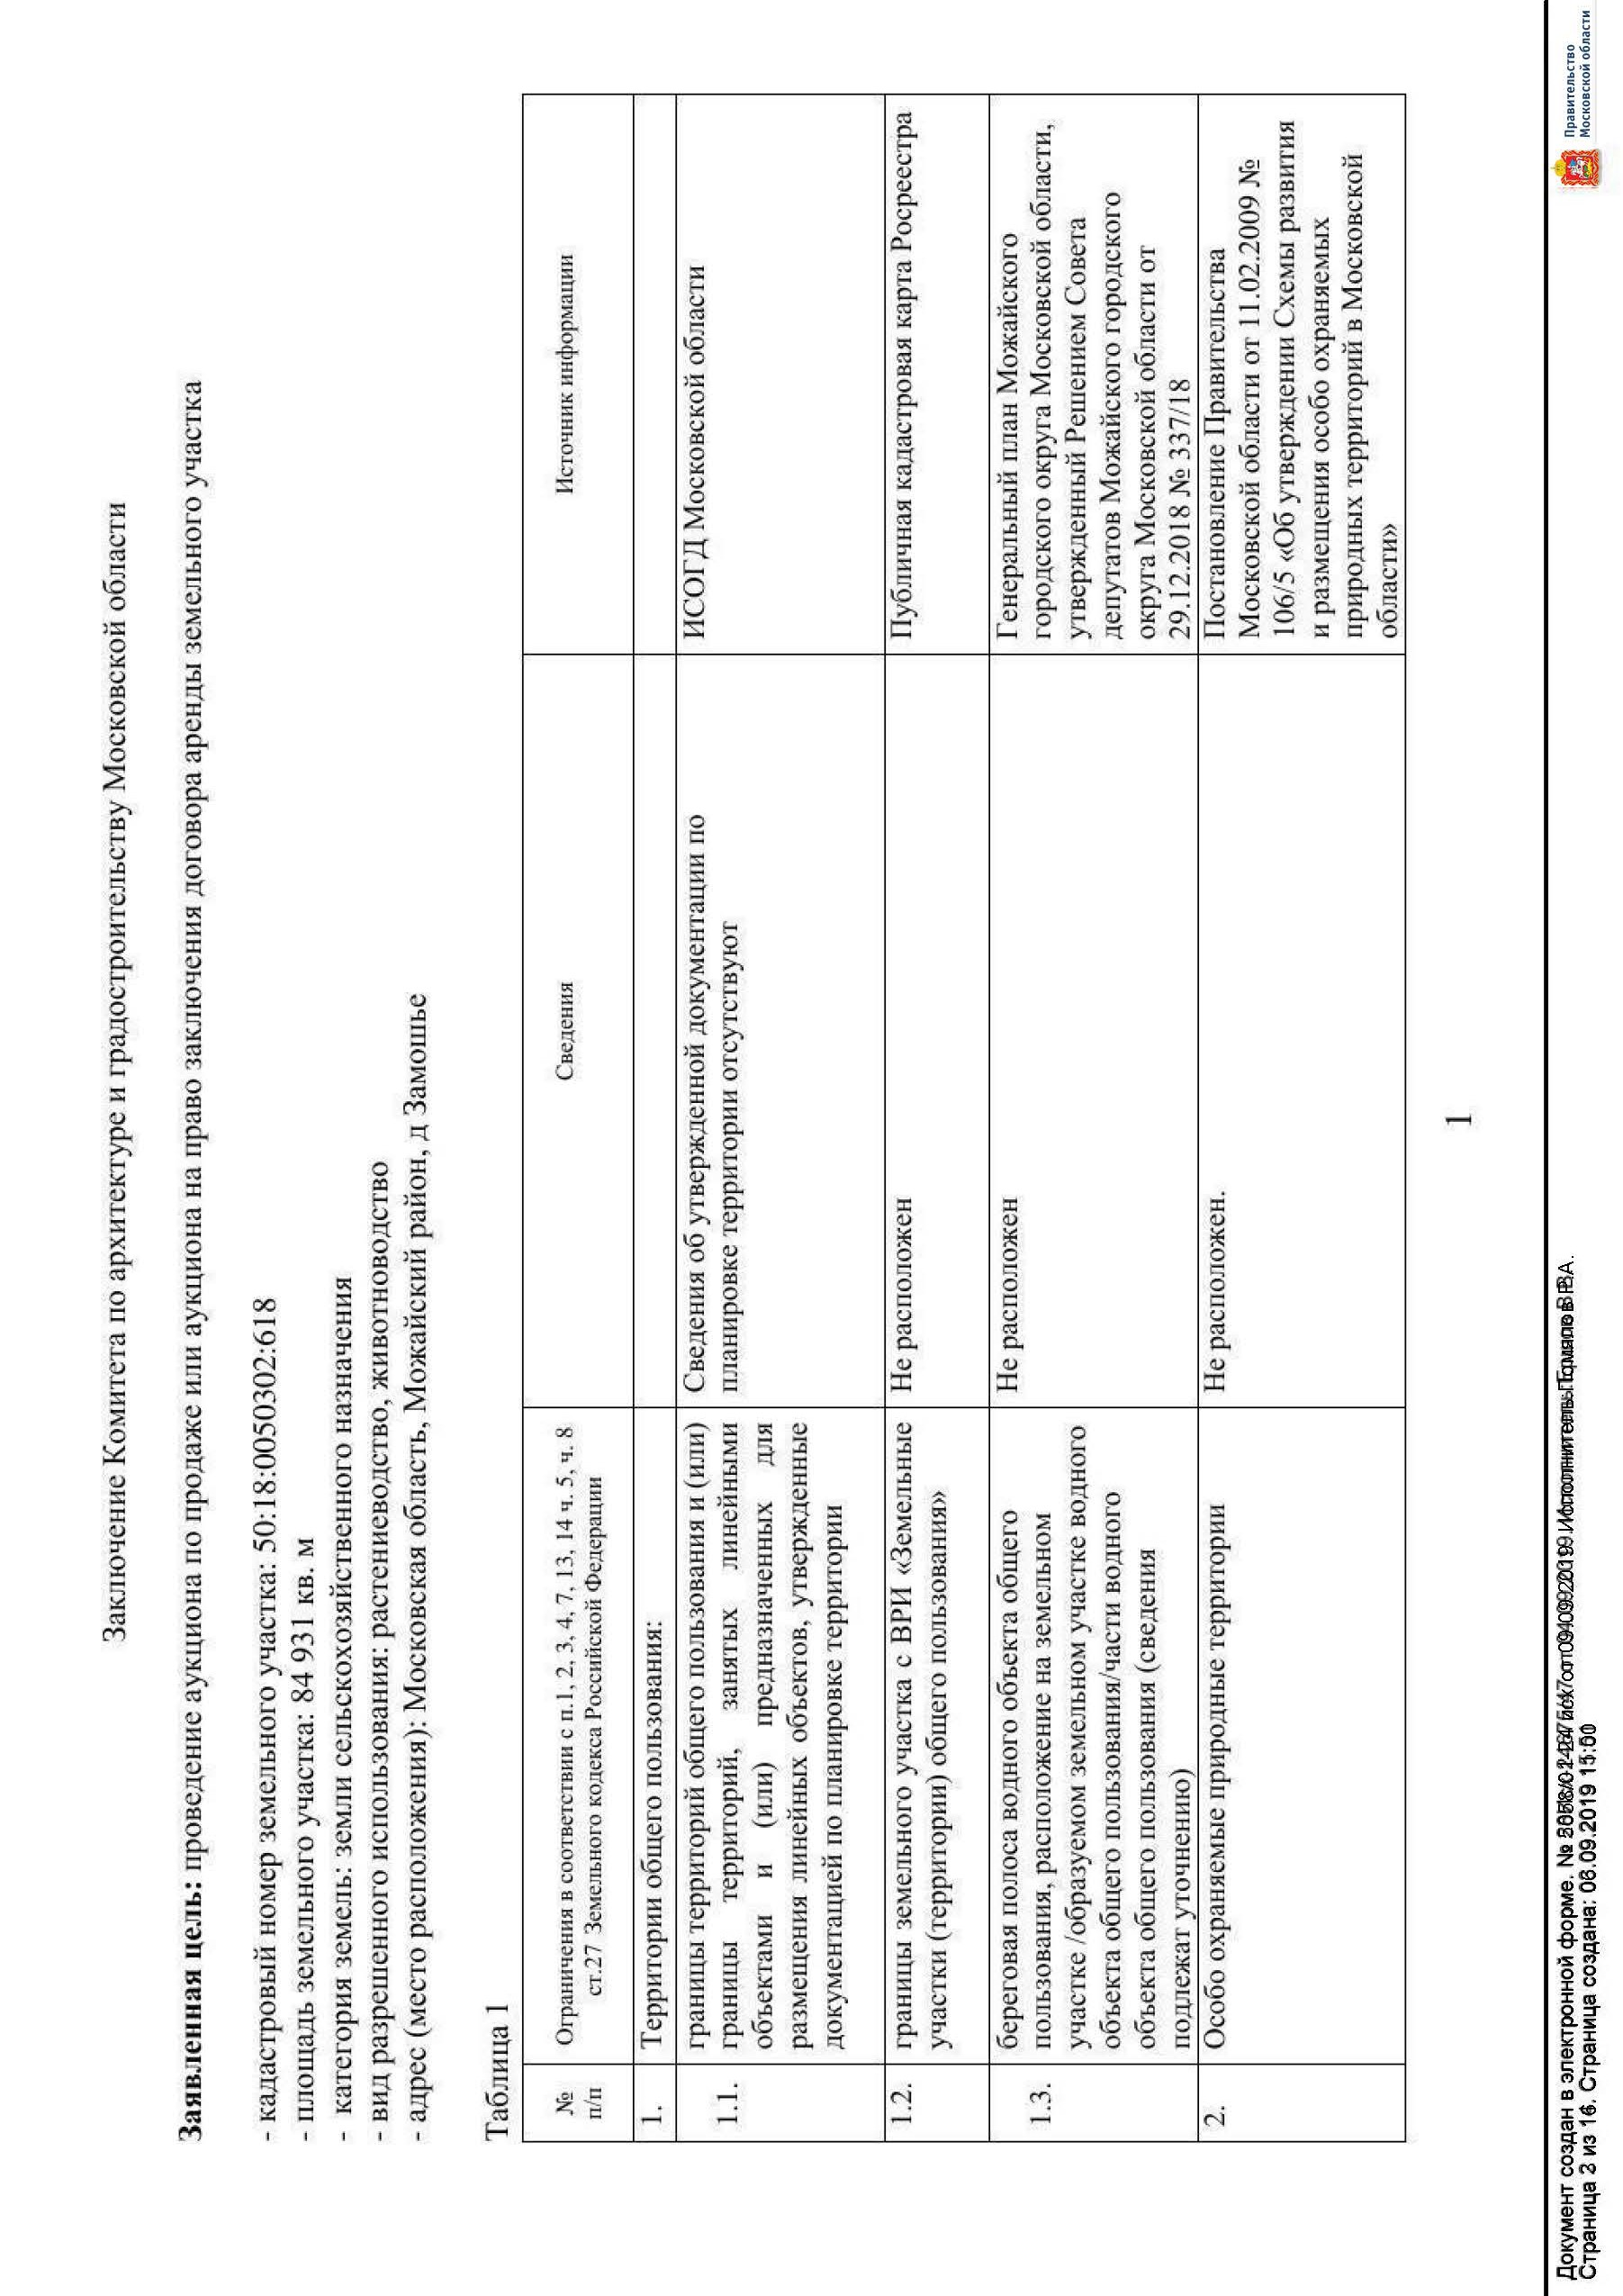 Заключение Комитета по архитектуре и градостроительству Московской области
Заявленная цель: проведение аукциона по продаже или аукциона на право заключения договора аренды земельного участка
- кадастровый номер земельного участка: 50:18:0050302:618
- площадь земельного участка: 84 931 кв. м
- категория земель: земли сельскохозяйственного назначения
- вид разрешенного использования: растениеводство, животноводство
- адрес (место расположения): Московская область, Можайский район, д Замошье
Таблица 1
№
п/п
Ограничения в соответствии с п.1, 2, 3, 4, 7, 13, 14 ч. 5, ч. 8
ст.27 Земельного кодекса Российской Федерации
Сведения
Источник информации
1.
Территории общего пользования:
1.1.
границы территорий общего пользования и (или)
границы территорий, занятых линейными
объектами и (или) предназначенных для
размещения линейных объектов, утвержденные
документацией по планировке территории
Сведения об утвержденной документации по
планировке территории отсутствуют
ИСОГД Московской области
1.2.
границы земельного участка с ВРИ «Земельные
участки (территории) общего пользования»
Не расположен
Публичная кадастровая карта Росреестра
1.3.
береговая полоса водного объекта общего
пользования, расположение на земельном
участке /образуемом земельном участке водного
объекта общего пользования/части водного
объекта общего пользования (сведения
подлежат уточнению)
Не расположен
Генеральный план Можайского
городского округа Московской области,
утвержденный Решением Совета
депутатов Можайского городского
округа Московской области от
29.12.2018 № 337/18
2.
Особо охраняемые природные территории
Не расположен.
Постановление Правительства
Московской области от 11.02.2009 №
106/5 «Об утверждении Схемы развития
и размещения особо охраняемых
природных территорий в Московской
области»
1
Документ создан в электронной форме. №
Страница из 16. Страница создана: 06.09.2019
Правительство
Московской области